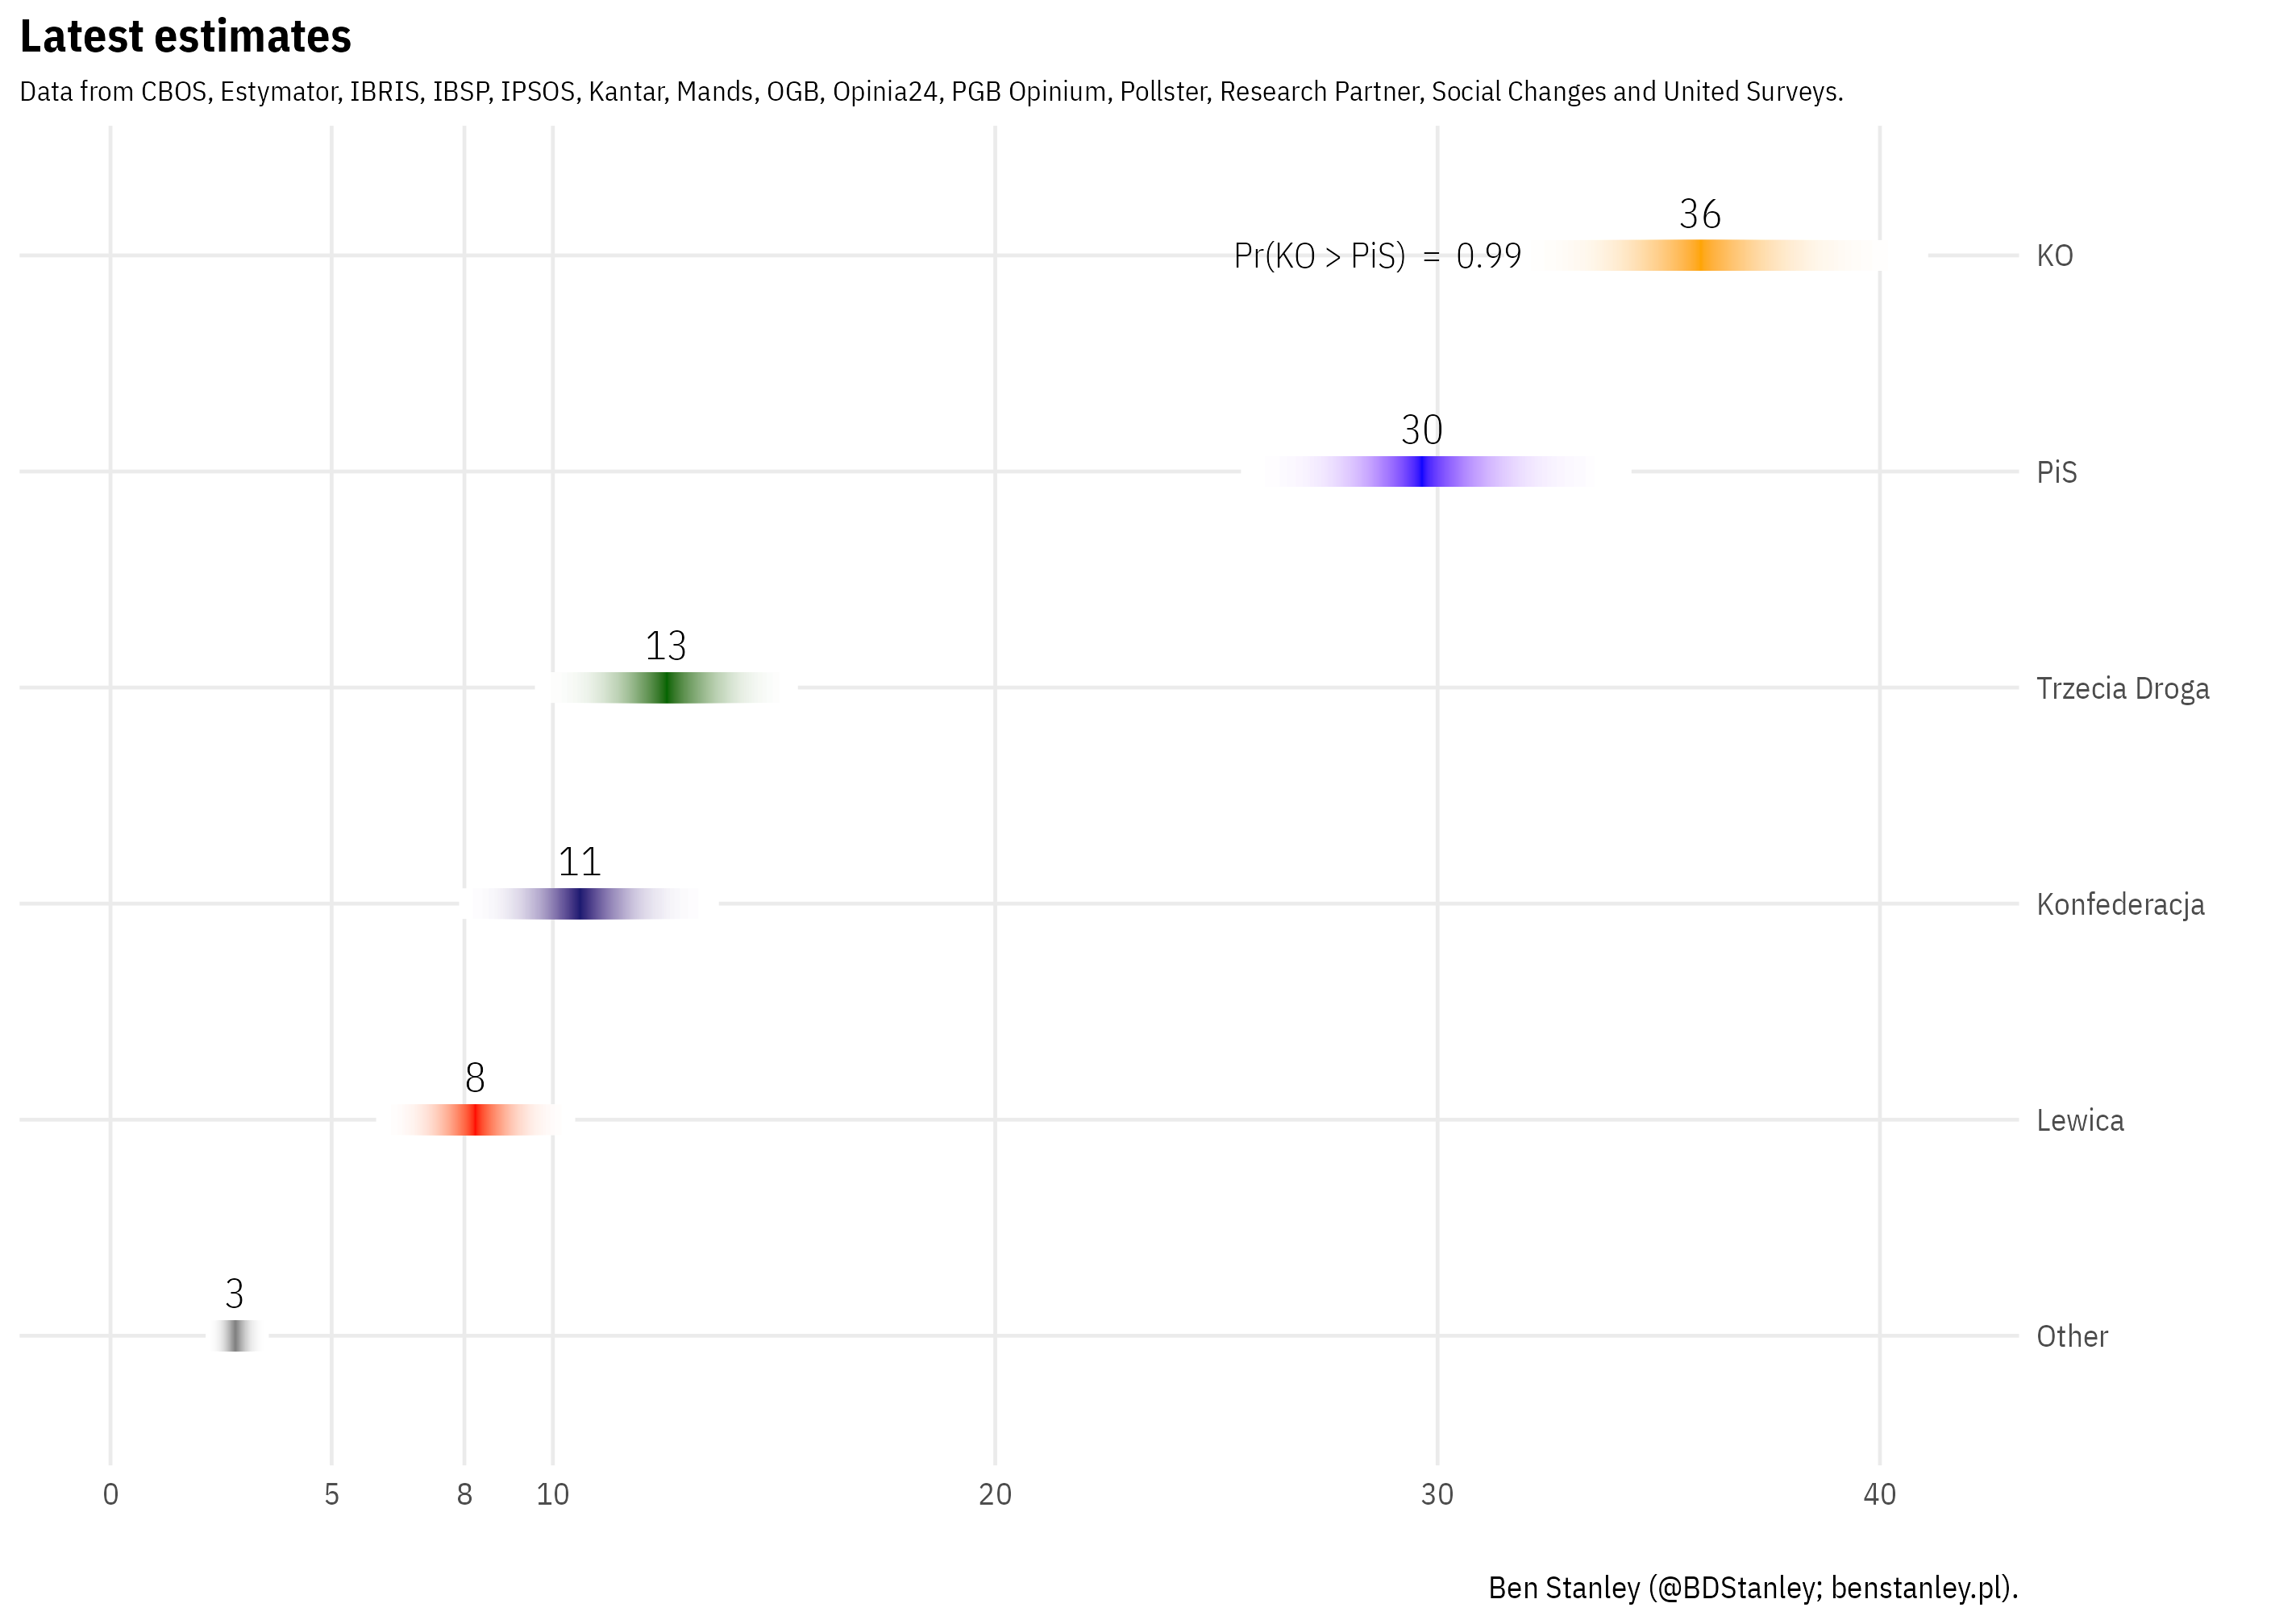 Latest estimates
Data from CBOS, Estymator, IBRIS, IBSP, IPSOS, Kantar, Mands, OGB, Opinia24, PGB Opinium, Pollster, Research Partner, Social Changes and United Surveys.
36
Pr(KO > PiS) = 0.99
KO
30
PiS
13
Trzecia Droga
11
Konfederacja
8
Lewica
3
Other
0 5 8 10 20 30 40
Ben Stanley (@BDStanley; benstanley.pl).